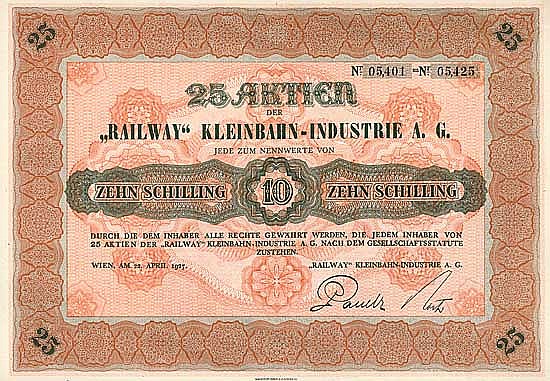 25 25
Nr 05,401 =Nr 05,425
25 AKTIEN
DER
„RAILWAY“ KLEINBAHN-INDUSTRIE A. G.
JEDE ZUM NENNWERTE VON
ZEHN SCHILLING 10 ZEHN SCHILLING
DURCH DIE DEM INHABER ALLE RECHTE GEWÄHRT WERDEN, DIE JEDEM INHABER VON
25 AKTIEN DER „RAILWAY“ KLEINBAHN-INDUSTRIE A. G. NACH DEM GESELLSCHAFTSSTATUTE
ZUSTEHEN.
WIEN, AM 22. APRIL 1927. „RAILWAY“ KLEINBAHN-INDUSTRIE A. G.
25 25